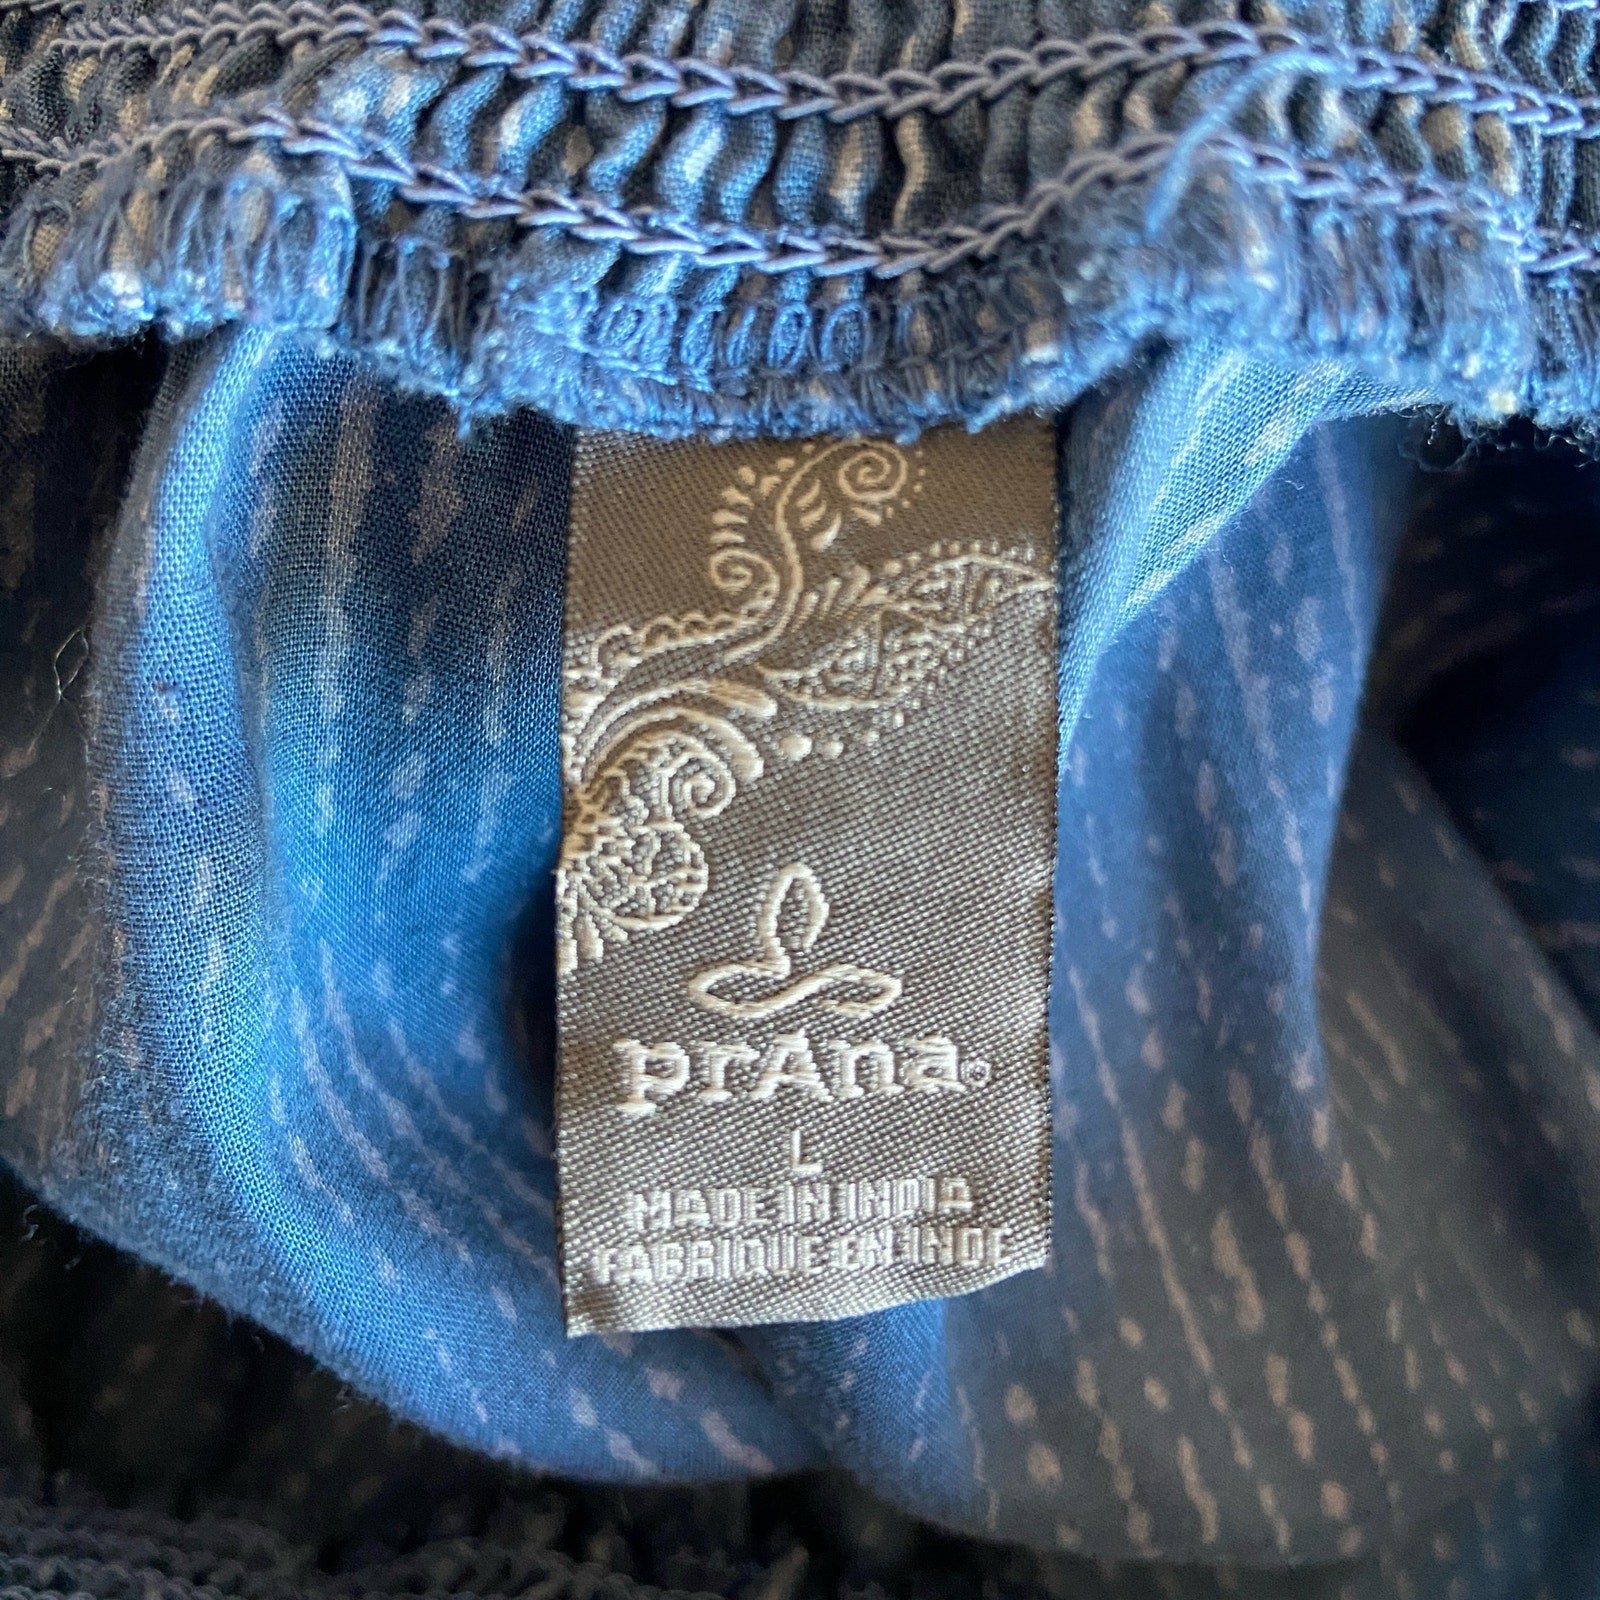 prAna
L
MADE IN INDIA
FABRIQUE EN INDE